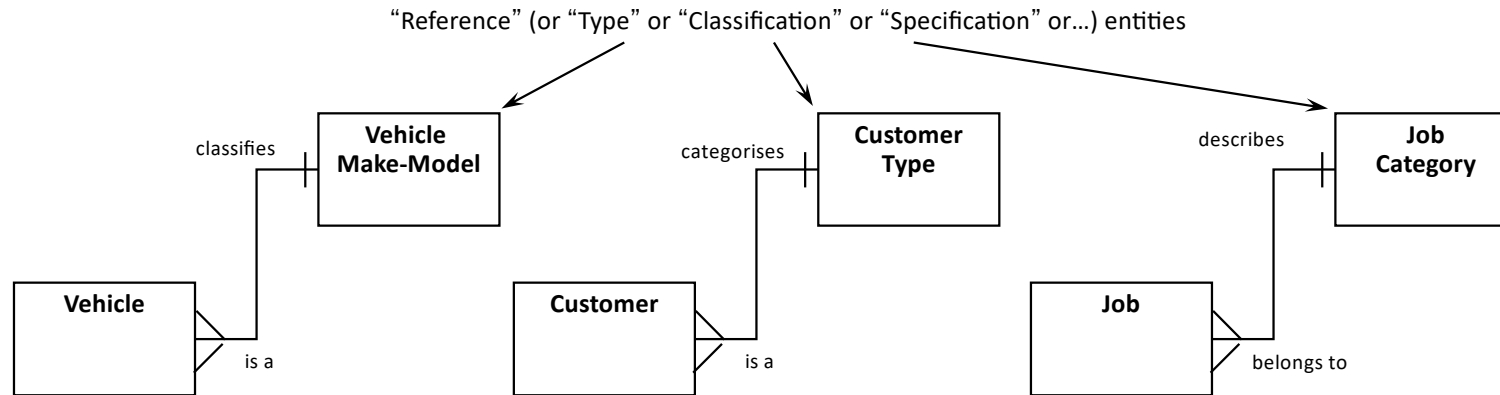 “Reference” (or “Type” or “Classification” or “Specification” or...) entities
classifies
Vehicle
Make-Model
categorises
Customer
Type
describes
Job
Category
Vehicle
is a
Customer
is a
Job
belongs to